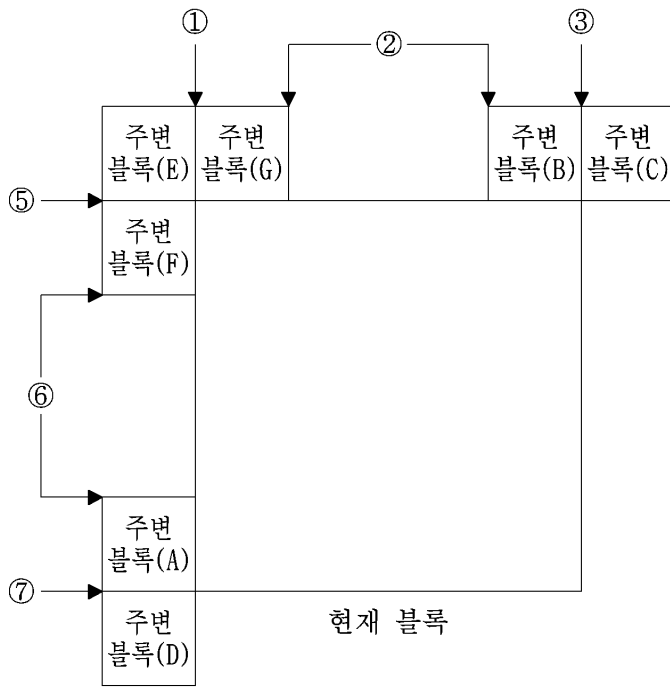 ① ③
②
주변
블록(E)
주변
블록(G)
주변
블록(B)
주변
블록(C)
⑤
주변
블록(F)
⑥
주변
블록(A)
⑦
주변
블록(D)
현재 블록